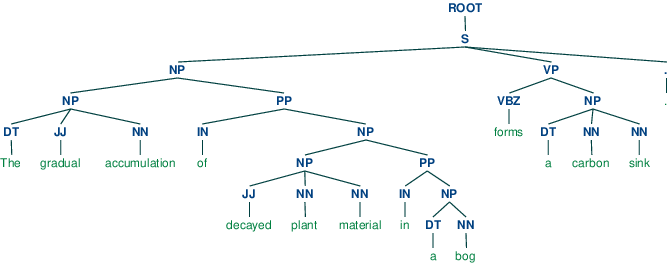 ROOT
S
NP VP .
NP PP VBZ NP .
DT JJ NN IN NP forms DT NN NN
The gradual accumulation of NP PP a carbon sink
JJ NN NN IN NP
decayed plant material in DT NN
a bog